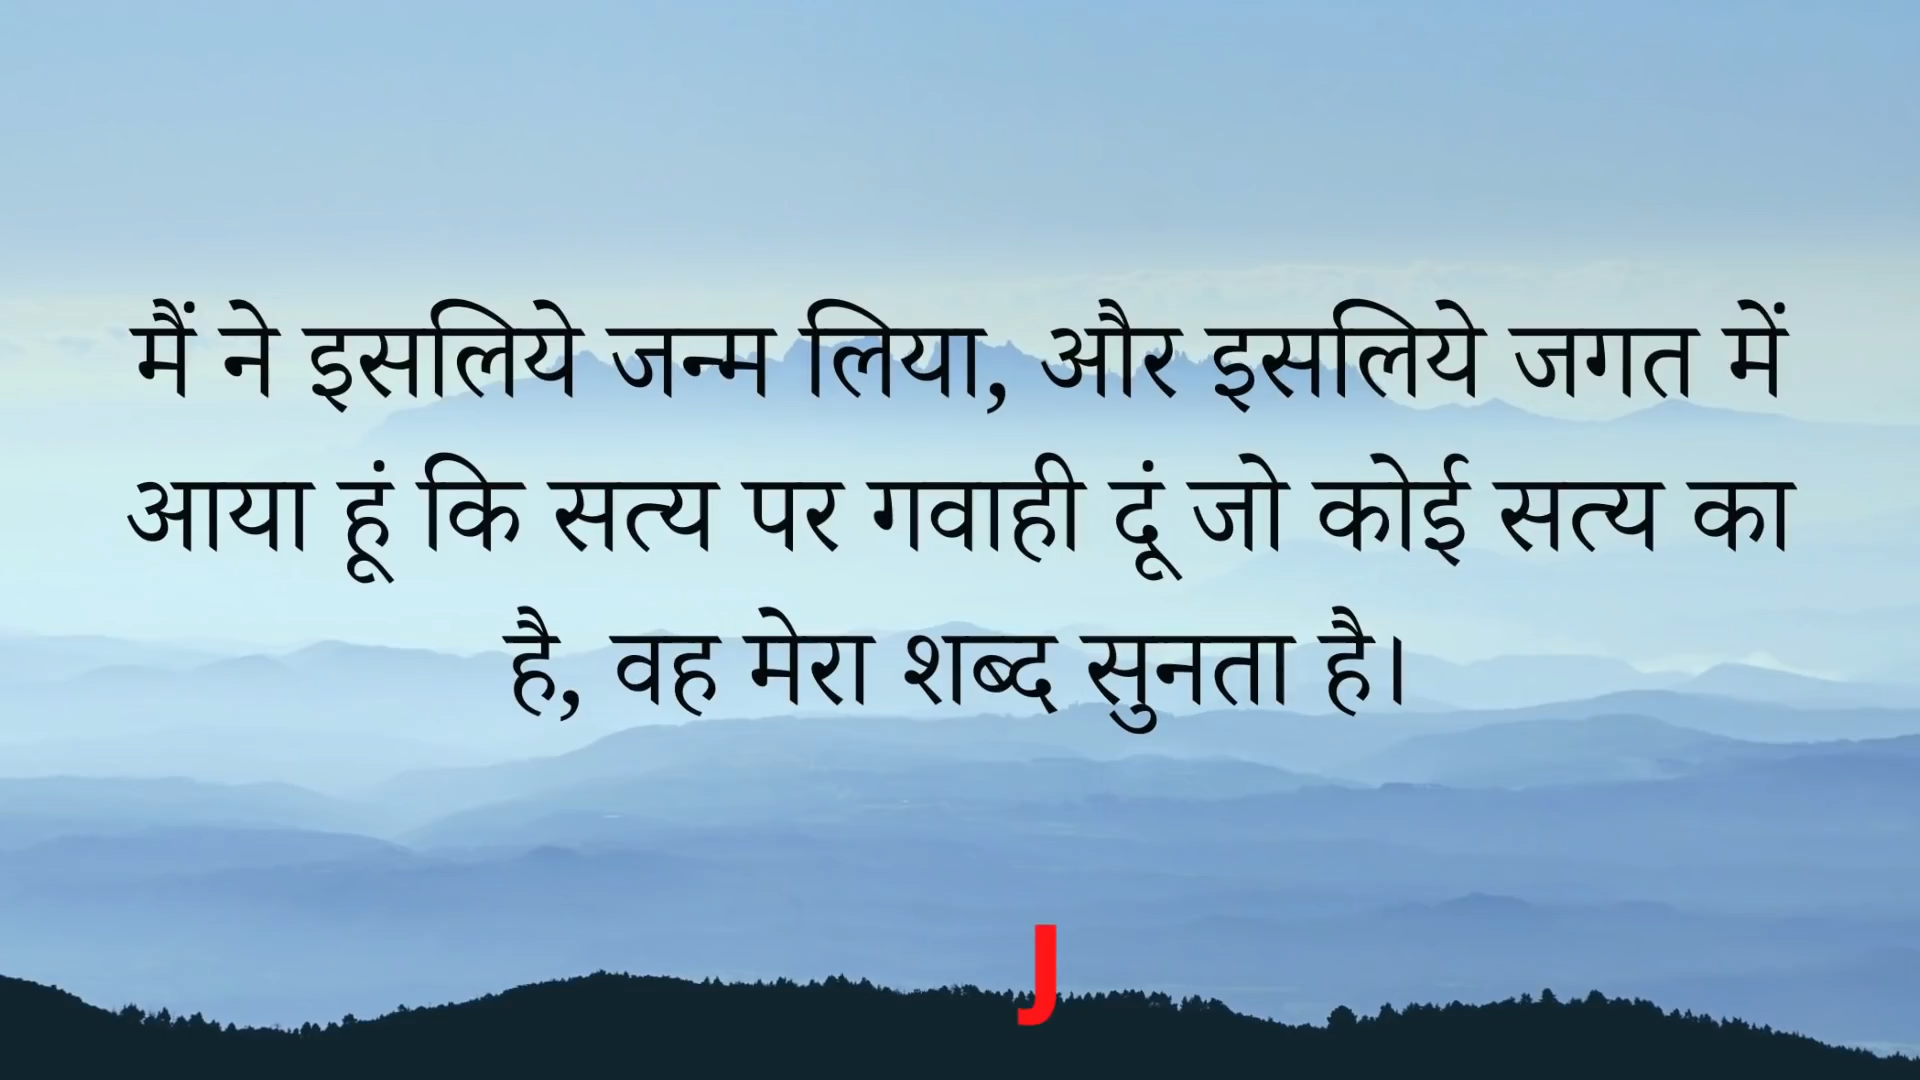 मैं ने इसलिये जन्म लिया, और इसलिये जगत में
आया हूं कि सत्य पर गवाही दूं जो कोई सत्य का
है, वह मेरा शब्द सुनता है।
J